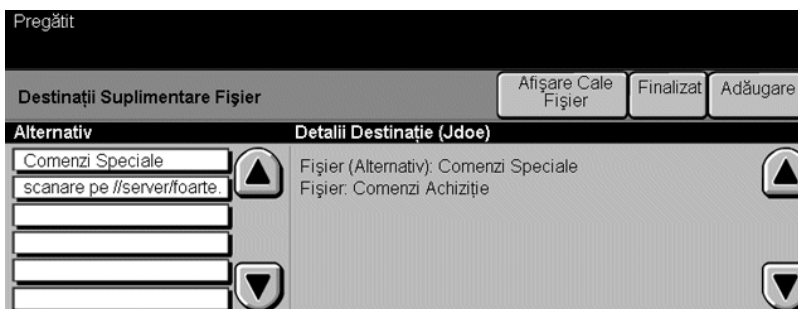 Pregătit
Destinații Suplimentare Fișier
Afișare Cale
Fișier
Finalizat
Adăugare
Alternativ
Detalii Destinație (Jdoe)
Comenzi Speciale
scanare pe //server/foarte.
Fișier (Alternativ): Comenzi Speciale
Fișier: Comenzi Achiziție